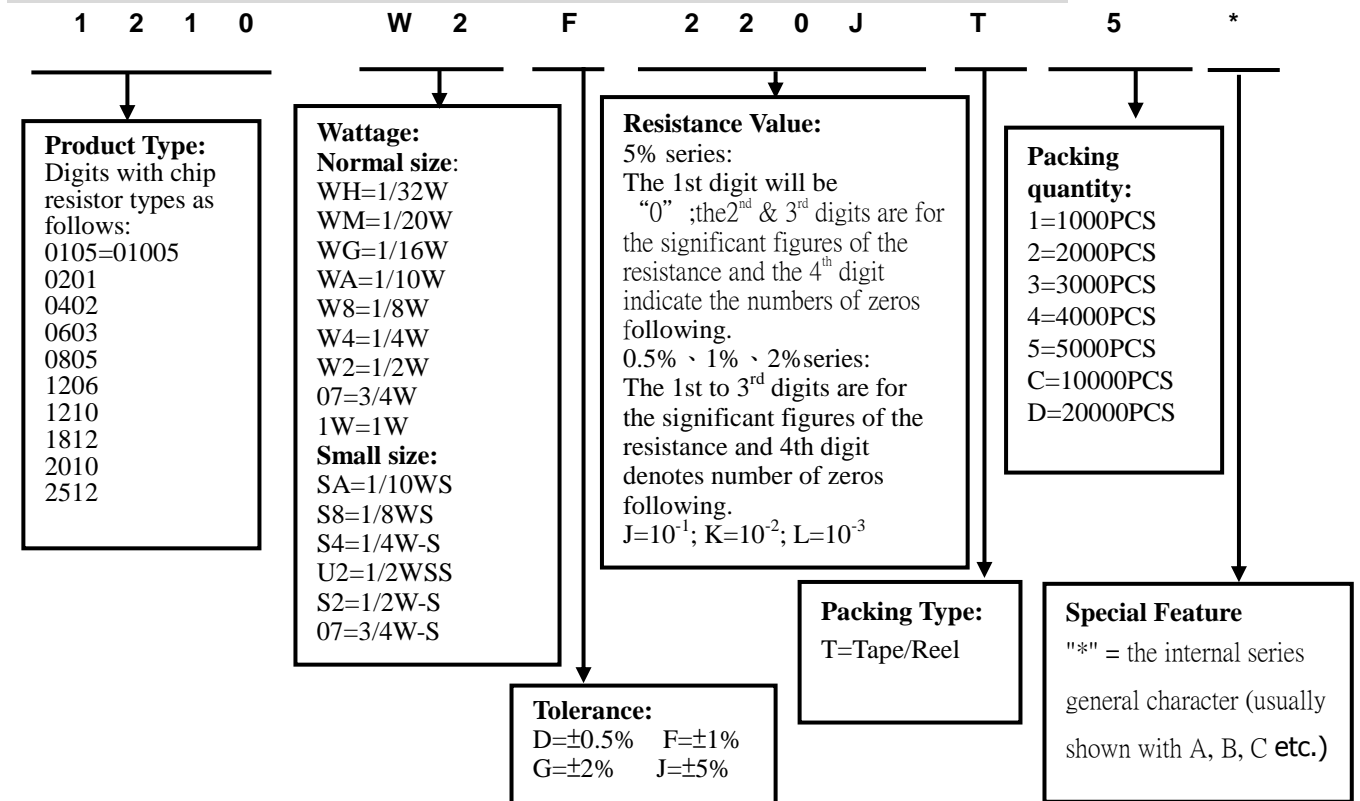 1 2 1 0 W 2 F 2 2 0 J T 5 *
Product Type:
Digits with chip
resistor types as
follows:
0105=01005
0201
0402
0603
0805
1206
1210
1812
2010
2512
Wattage:
Normal size:
WH=1/32W
WM=1/20W
WG=1/16W
WA=1/10W
W8=1/8W
W4=1/4W
W2=1/2W
07=3/4W
1W=1W
Small size:
SA=1/10WS
S8=1/8WS
S4=1/4W-S
U2=1/2WSS
S2=1/2W-S
07=3/4W-S
Resistance Value:
5% series:
The 1st digit will be
“0” ;the2nd & 3rd digits are for
the significant figures of the
resistance and the 4th digit
indicate the numbers of zeros
following.
0.5%、1%、2%series:
The 1st to 3rd digits are for
the significant figures of the
resistance and 4th digit
denotes number of zeros
following.
J=10-1; K=10-2; L=10-3
Packing
quantity:
1=1000PCS
2=2000PCS
3=3000PCS
4=4000PCS
5=5000PCS
C=10000PCS
D=20000PCS
Tolerance:
D=±0.5% F=±1%
G=±2% J=±5%
Packing Type:
T=Tape/Reel
Special Feature
"*" = the internal series
general character (usually
shown with A, B, C etc.)